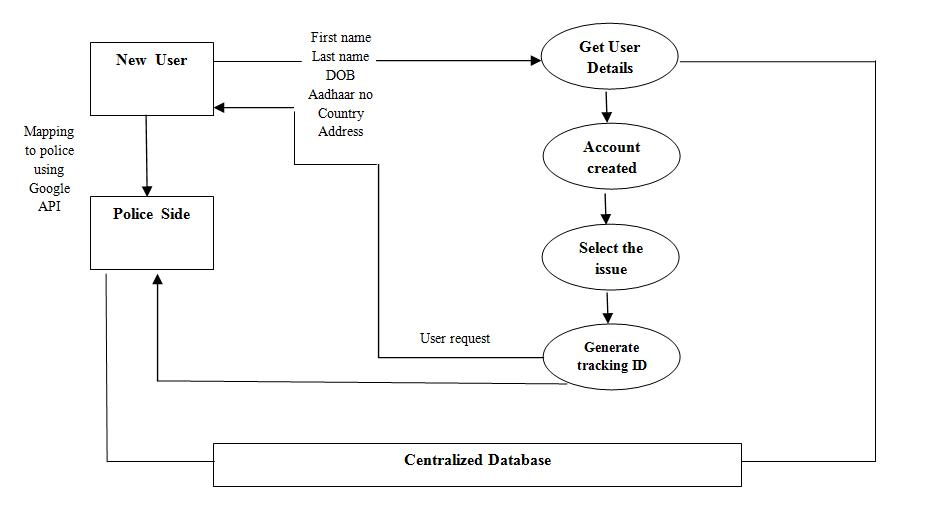 New User
First name
Last name
DOB
Aadhaar no
Country
Address
Get User
Details
Mapping
to police
using
Google
API
Account
created
Police Side
Select the
issue
User request
Generate
tracking ID
Centralized Database